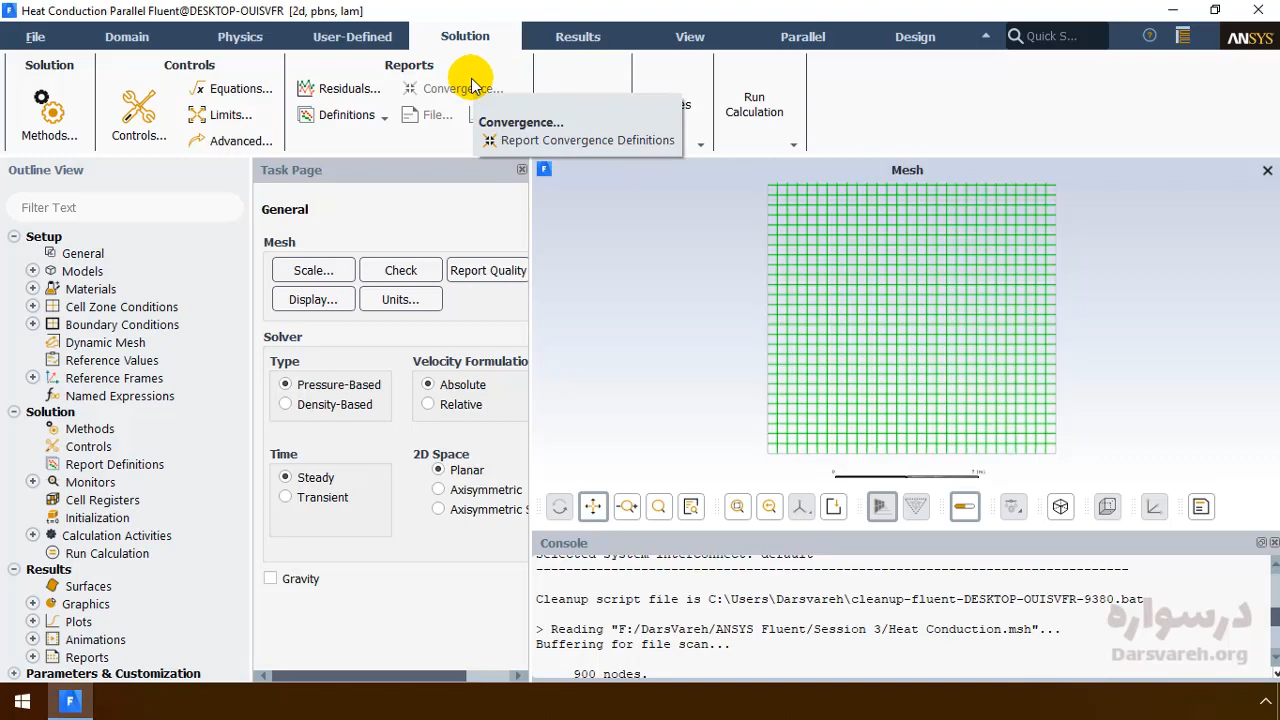 Heat Conduction Parallel Fluent@DESKTOP-OUISVFR [2d, pbns, lam]
File Domain Physics User-Defined Solution Results View Parallel Design Quick S... ANSYS
Solution Controls Reports
Methods... Controls... Equations... Limits... Advanced...
Residuals... Convergence... Definitions File...
Run Calculation
Convergence...
Report Convergence Definitions
Outline View
Filter Text
Setup
General
Models
Materials
Cell Zone Conditions
Boundary Conditions
Dynamic Mesh
Reference Values
Reference Frames
Named Expressions
Solution
Methods
Controls
Report Definitions
Monitors
Cell Registers
Initialization
Calculation Activities
Run Calculation
Results
Surfaces
Graphics
Plots
Animations
Reports
Parameters & Customization
Task Page
General
Mesh
Scale... Check Report Quality
Display... Units...
Solver
Type Velocity Formulatio
Pressure-Based Absolute
Density-Based Relative
Time 2D Space
Steady Planar
Transient Axisymmetric
Axisymmetric S
Gravity
Mesh
0
Console
Selected system interconnect: default
Cleanup script file is C:\Users\Darsvareh\cleanup-fluent-DESKTOP-OUISVFR-9380.bat
> Reading "F:/DarsVareh/ANSYS Fluent/Session 3/Heat Conduction.msh"...
Buffering for file scan...
900 nodes.
درسواره
Darsvareh.org